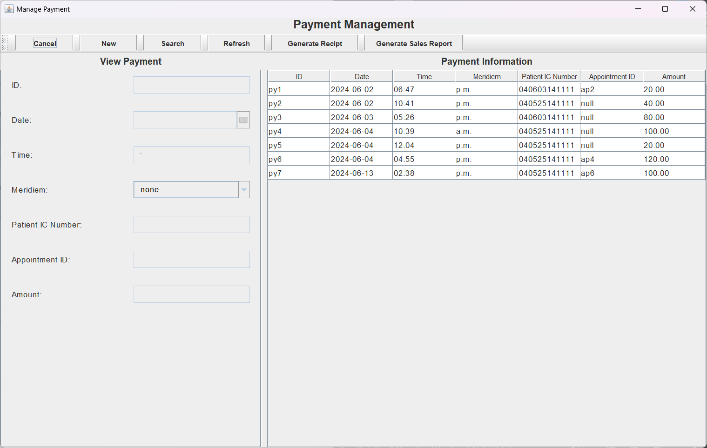 Manage Payment
Payment Management
Cancel New Search Refresh Generate Recipt Generate Sales Report
View Payment
ID:
Date:
Time:
Meridiem: none
Patient IC Number:
Appointment ID:
Amount:
Payment Information
ID Date Time Meridiem Patient IC Number Appointment ID Amount
py1 2024-06-02 06:47 p.m. 040603141111 ap2 20.00
py2 2024-06-02 10.41 p.m. 040525141111 null 40.00
py3 2024-06-03 05.26 p.m. 040603141111 null 80.00
py4 2024-06-04 10.39 a.m. 040525141111 null 100.00
py5 2024-06-04 12.04 p.m. 040525141111 null 20.00
py6 2024-06-04 04.55 p.m. 040525141111 ap4 120.00
py7 2024-06-13 02.38 p.m. 040525141111 ap6 100.00